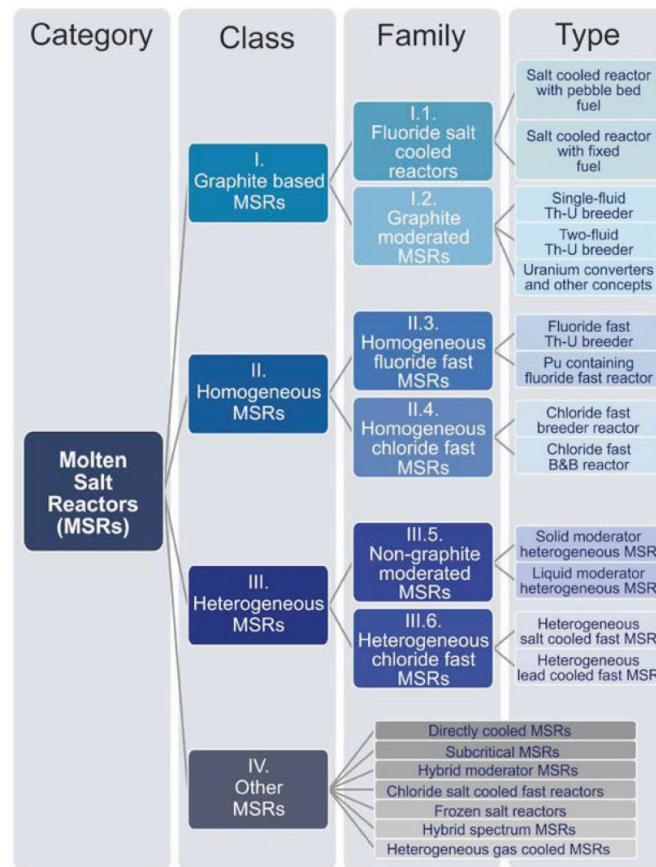 Category
Class
Family
Type
Molten
Salt
Reactors
(MSRs)
I.
Graphite based
MSRs
I.1.
Fluoride salt
cooled
reactors
Salt cooled reactor
with pebble bed
fuel
Salt cooled reactor
with fixed
fuel
I.2
Graphite
moderated MSRs
Single-fluid
Th-U breeder
Two-fluid
Th-U breeder
Uranium converters
and other concepts
II.
Homogeneous
MSRs
II.3.
Homogeneous
fluoride fast
MSRs
Fluoride fast
Th-U breeder
Pu containing
fluoride fast reactor
II.4.
Homogeneous
chloride fast
MSRs
Chloride fast
breeder reactor
Chloride fast
B&B reactor
III.
Heterogeneous
MSRs
III.5.
Non-graphite
moderated
MSRs
Solid moderator
heterogeneous MSR
Liquid moderator
heterogeneous MSR
III.6.
Heterogeneous
chloride fast
MSRs
Heterogeneous
salt cooled fast MSR
Heterogeneous
lead cooled fast MSR
IV.
Other
MSRs
Directly cooled MSRs
Subcritical MSRs
Hybrid moderator MSRs
Chloride salt cooled fast reactors
Frozen salt reactors
Hybrid spectrum MSRs
Heterogeneous gas cooled MSRs